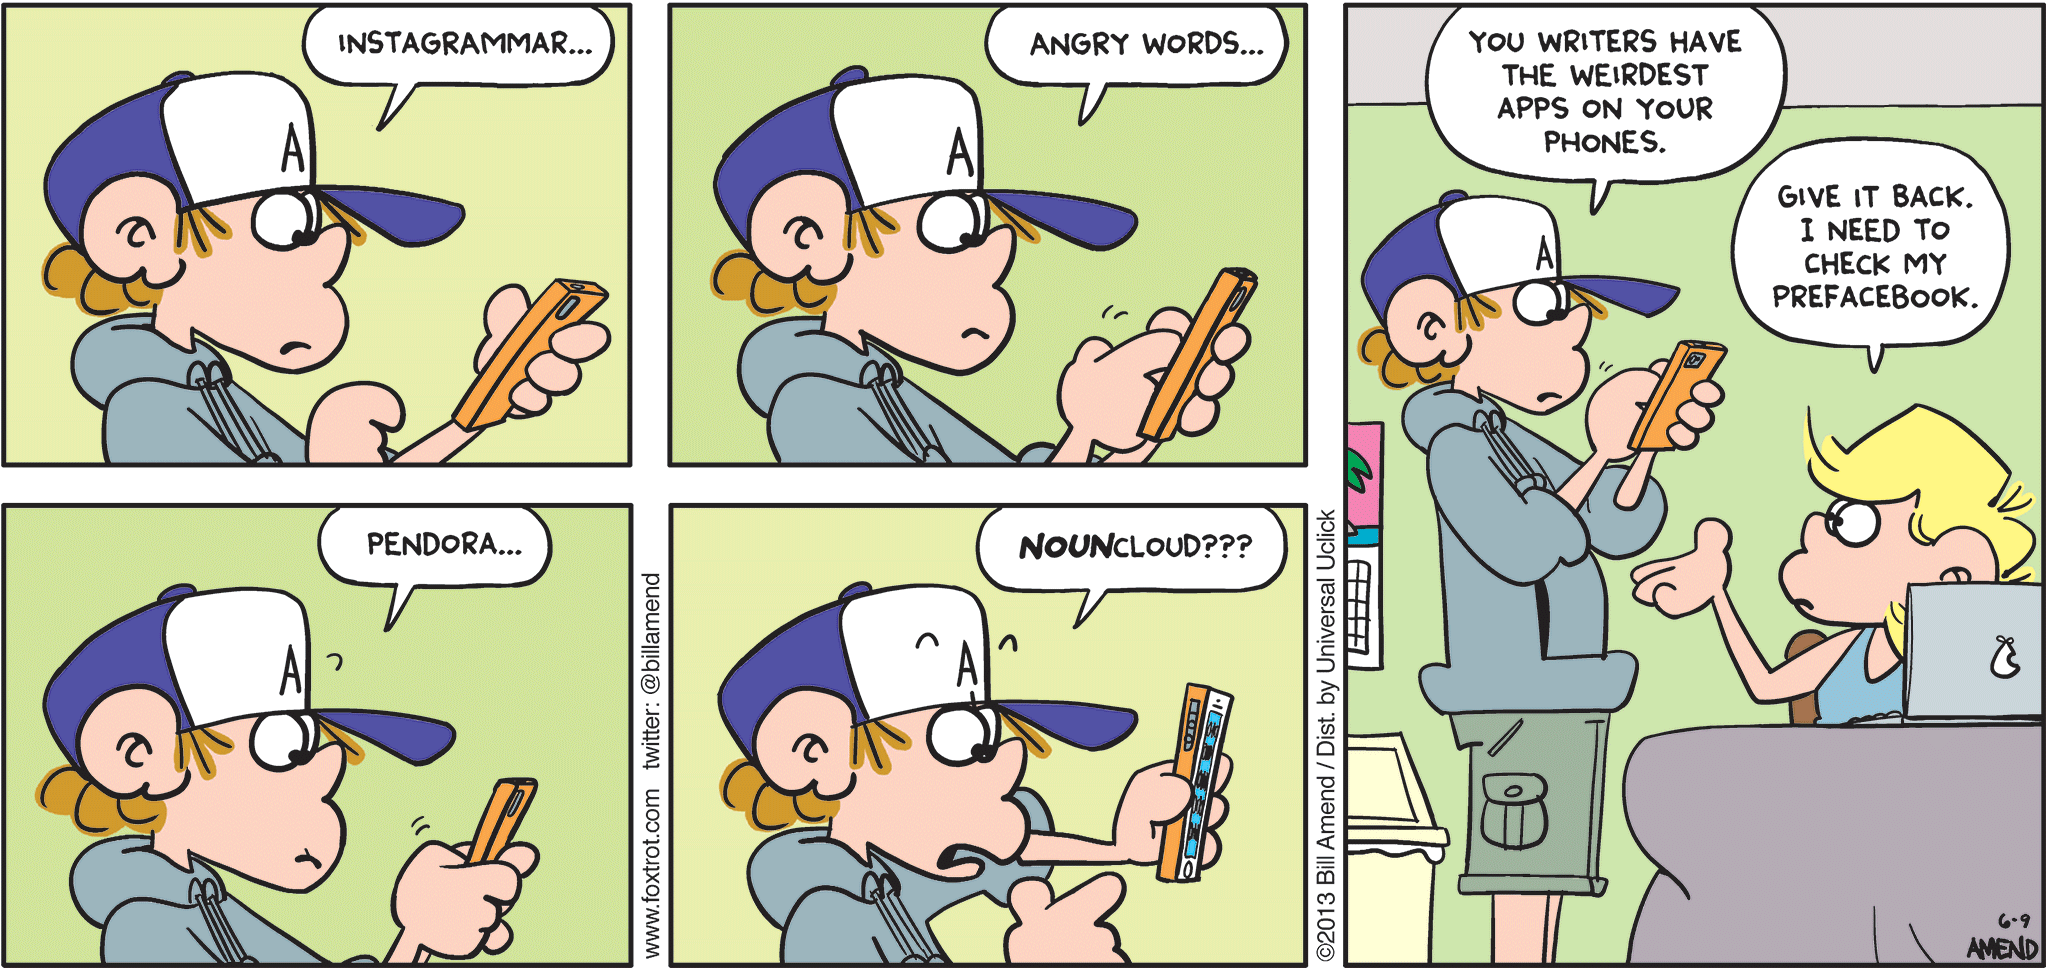 INSTAGRAMMAR...
A
ANGRY WORDS...
A
PENDORA...
A
NOUNCLOUD???
A
www.foxtrot.com twitter: @billamend
©2013 Bill Amend / Dist. by Universal Uclick
YOU WRITERS HAVE
THE WEIRDEST
APPS ON YOUR
PHONES.
A
GIVE IT BACK.
I NEED TO
CHECK MY
PREFACEBOOK.
6-9
AMEND